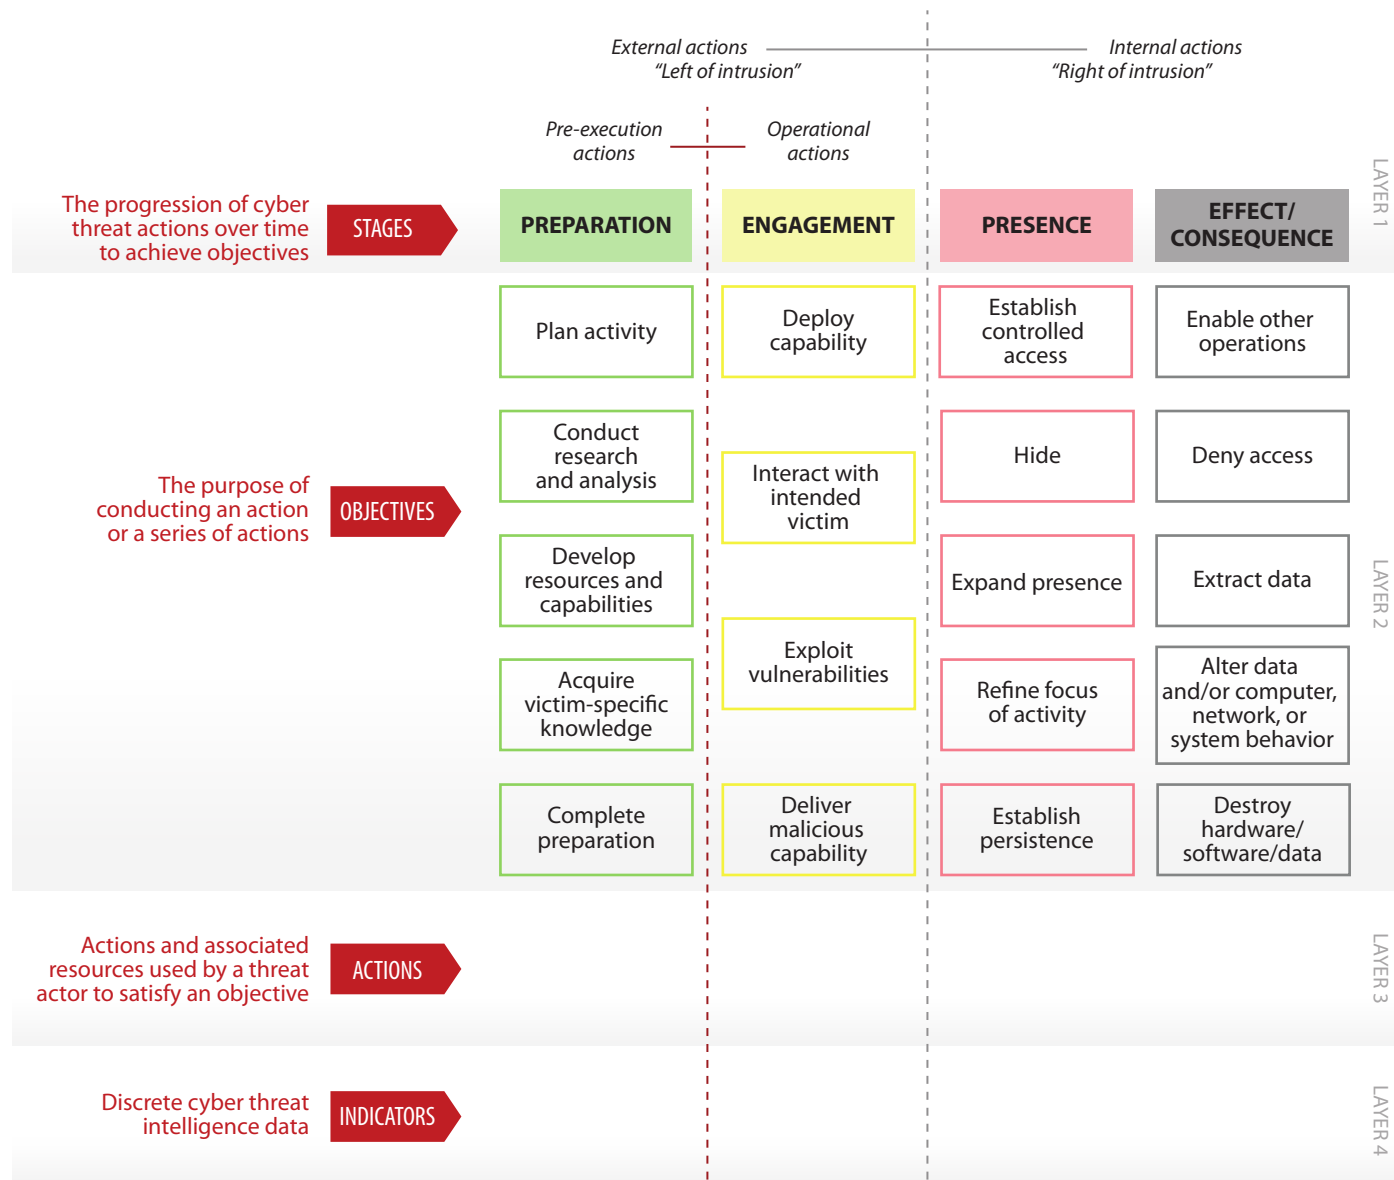 External actions
“Left of intrusion”
Internal actions
“Right of intrusion”
Pre-execution
actions
Operational
actions
LAYER 1
The progression of cyber
threat actions over time
to achieve objectives
STAGES
PREPARATION
ENGAGEMENT
PRESENCE
EFFECT/
CONSEQUENCE
Plan activity
Deploy
capability
Establish
controlled
access
Enable other
operations
The purpose of
conducting an action
or a series of actions
OBJECTIVES
Conduct
research
and analysis
Interact with
intended
victim
Hide
Deny access
Develop
resources and
capabilities
Expand presence
Extract data
LAYER 2
Acquire
victim-specific
knowledge
Exploit
vulnerabilities
Refine focus
of activity
Alter data
and/or computer,
network, or
system behavior
Complete
preparation
Deliver
malicious
capability
Establish
persistence
Destroy
hardware/
software/data
Actions and associated
resources used by a threat
actor to satisfy an objective
ACTIONS
LAYER 3
Discrete cyber threat
intelligence data
INDICATORS
LAYER 4